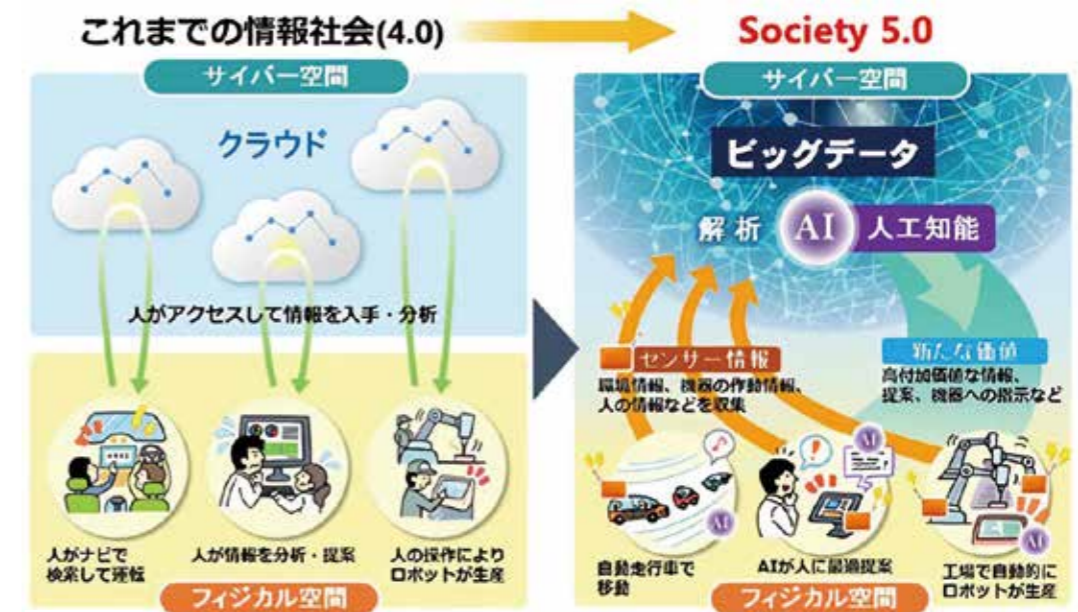 これまでの情報社会(4.0)
Society 5.0
サイバー空間
クラウド
人がアクセスして情報を入手・分析
人がナビで
検索して運転
人が情報を分析・提案
人の操作により
ロボットが生産
フィジカル空間
サイバー空間
ビッグデータ
解析 AI 人工知能
センサー情報
環境情報、機器の作動情報、
人の情報などを収集
新たな価値
高付加価値な情報、
提案、機器への指示など
AI
AI
AI
自動走行車で
移動
AIが人に最適提案
工場で自動的に
ロボットが生産
フィジカル空間